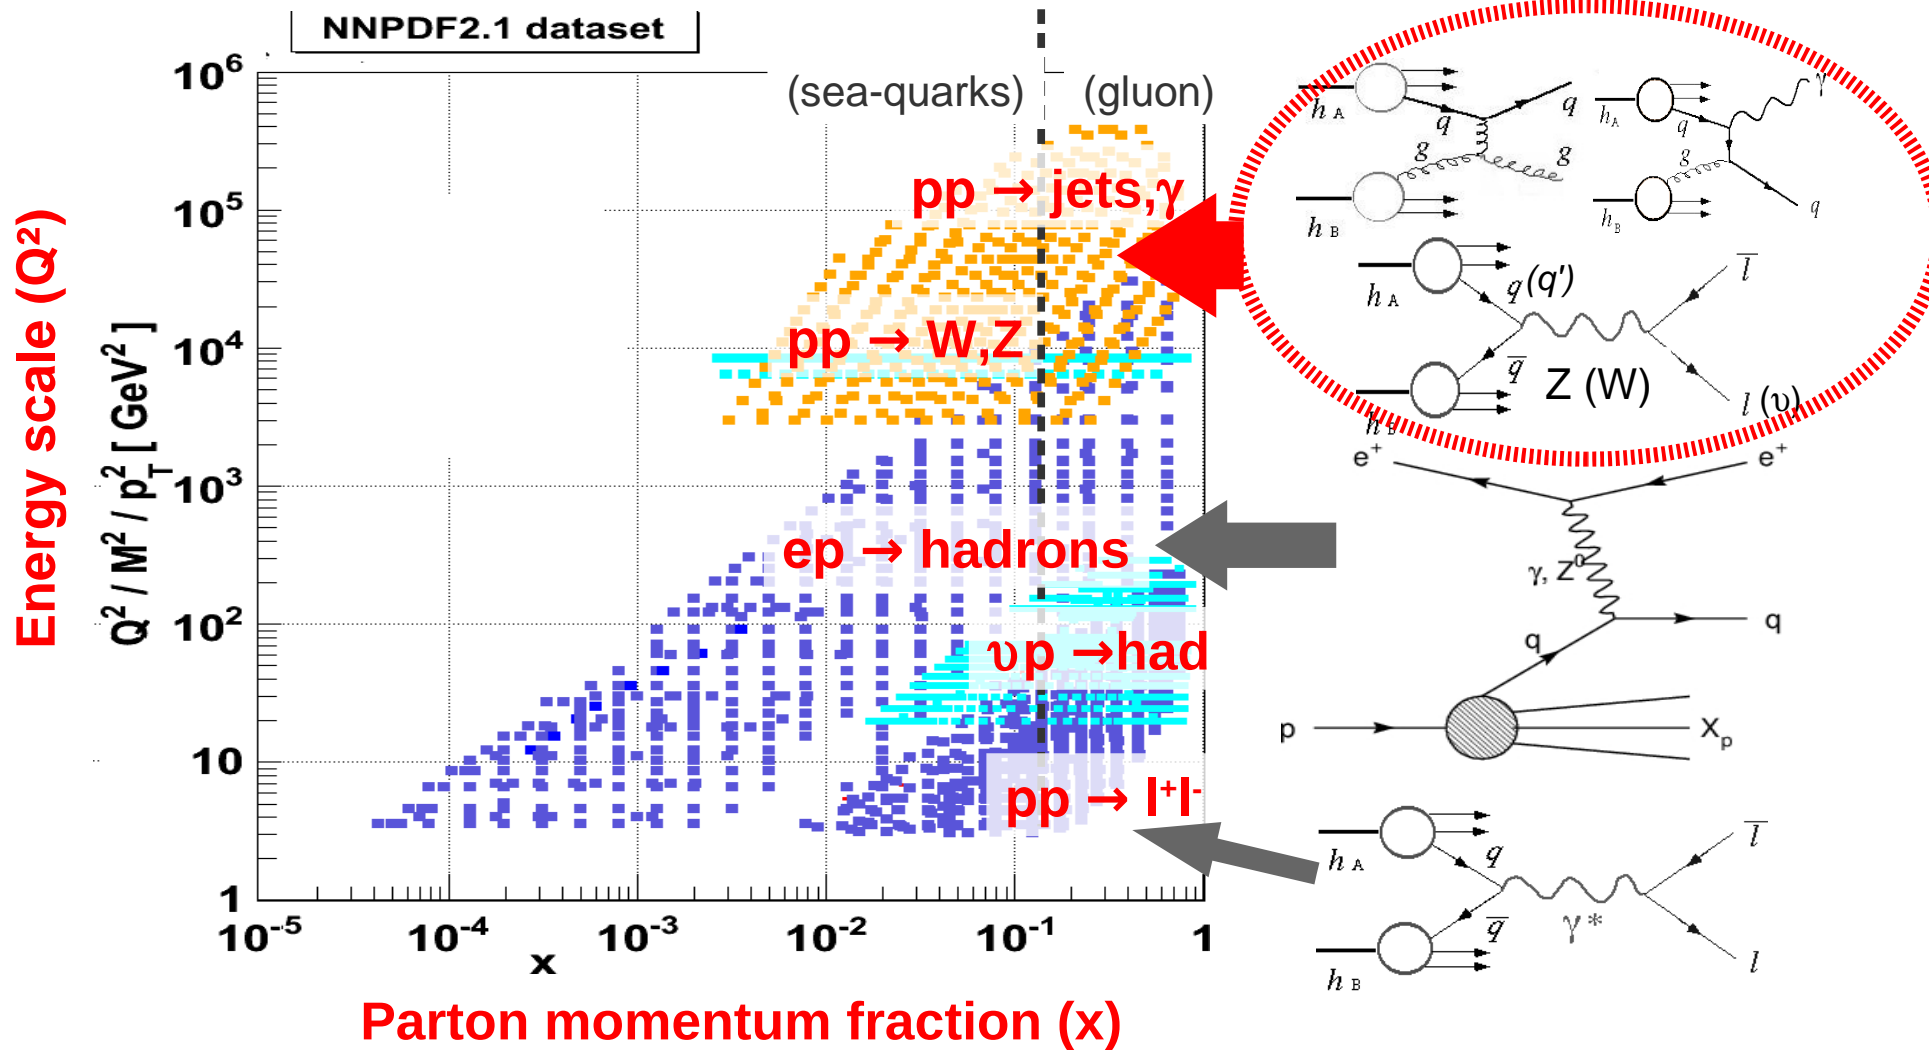 NNPDF2.1 dataset
(sea-quarks) (gluon)
10⁶
10⁵
10⁴
10³
10²
10
1
10⁻⁵ 10⁻⁴ 10⁻³ 10⁻² 10⁻¹ 1
x
Parton momentum fraction (x)
Energy scale (Q²)
Q² / M² / p_T² [ GeV² ]
pp → jets,γ
pp → W,Z
ep → hadrons
υp →had
pp → l⁺l⁻
h A
q
q
g
g
h B
h A
q
γ
g
h B
q
h A
q(q')
l̅
q̅
Z (W)
h B
l (υ)
e⁺
e⁺
γ, Z⁰
q
q
p
X_p
h A
q
l̅
q̅
γ*
h B
l